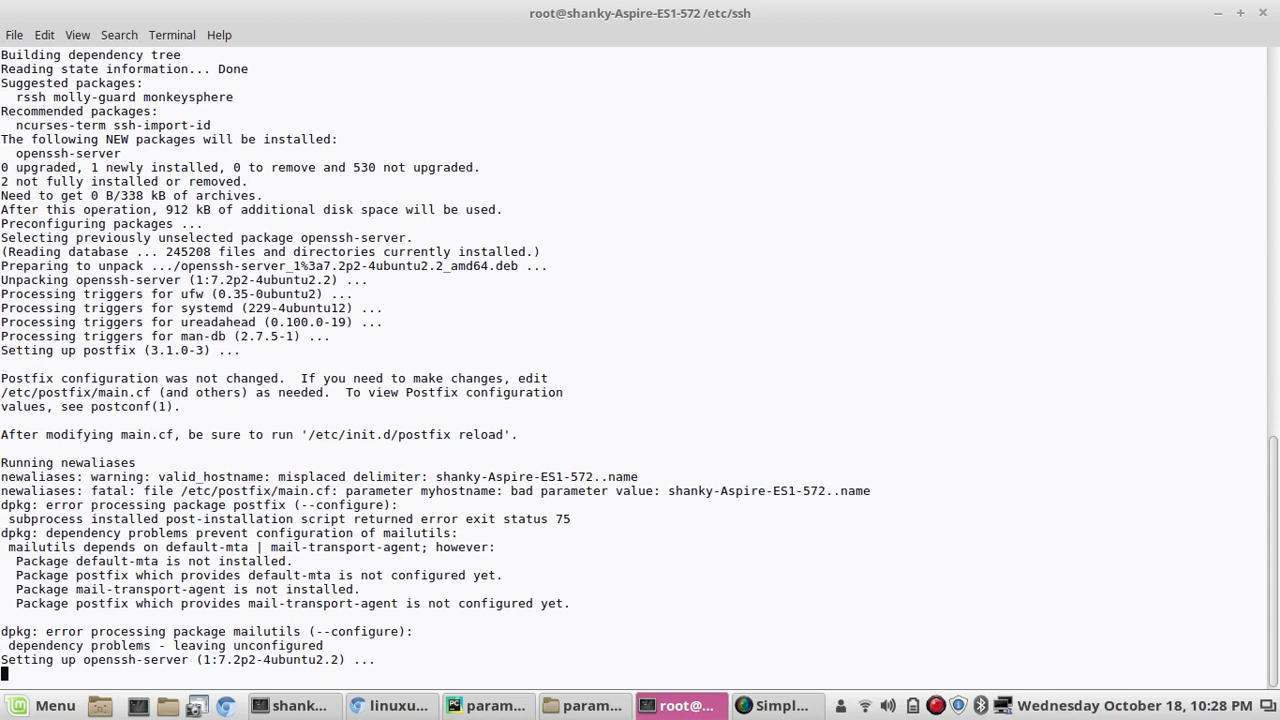 root@shanky-Aspire-ES1-572 /etc/ssh
File Edit View Search Terminal Help
Building dependency tree
Reading state information... Done
Suggested packages:
  rssh molly-guard monkeysphere
Recommended packages:
  ncurses-term ssh-import-id
The following NEW packages will be installed:
  openssh-server
0 upgraded, 1 newly installed, 0 to remove and 530 not upgraded.
2 not fully installed or removed.
Need to get 0 B/338 kB of archives.
After this operation, 912 kB of additional disk space will be used.
Preconfiguring packages ...
Selecting previously unselected package openssh-server.
(Reading database ... 245208 files and directories currently installed.)
Preparing to unpack .../openssh-server_1%3a7.2p2-4ubuntu2.2_amd64.deb ...
Unpacking openssh-server (1:7.2p2-4ubuntu2.2) ...
Processing triggers for ufw (0.35-0ubuntu2) ...
Processing triggers for systemd (229-4ubuntu12) ...
Processing triggers for ureadahead (0.100.0-19) ...
Processing triggers for man-db (2.7.5-1) ...
Setting up postfix (3.1.0-3) ...

Postfix configuration was not changed.  If you need to make changes, edit
/etc/postfix/main.cf (and others) as needed.  To view Postfix configuration
values, see postconf(1).

After modifying main.cf, be sure to run '/etc/init.d/postfix reload'.

Running newaliases
newaliases: warning: valid_hostname: misplaced delimiter: shanky-Aspire-ES1-572..name
newaliases: fatal: file /etc/postfix/main.cf: parameter myhostname: bad parameter value: shanky-Aspire-ES1-572..name
dpkg: error processing package postfix (--configure):
 subprocess installed post-installation script returned error exit status 75
dpkg: dependency problems prevent configuration of mailutils:
 mailutils depends on default-mta | mail-transport-agent; however:
  Package default-mta is not installed.
  Package postfix which provides default-mta is not configured yet.
  Package mail-transport-agent is not installed.
  Package postfix which provides mail-transport-agent is not configured yet.

dpkg: error processing package mailutils (--configure):
 dependency problems - leaving unconfigured
Setting up openssh-server (1:7.2p2-4ubuntu2.2) ...
Menu shank... linuxu... param... param... root@... Simpl... Wednesday October 18, 10:28 PM